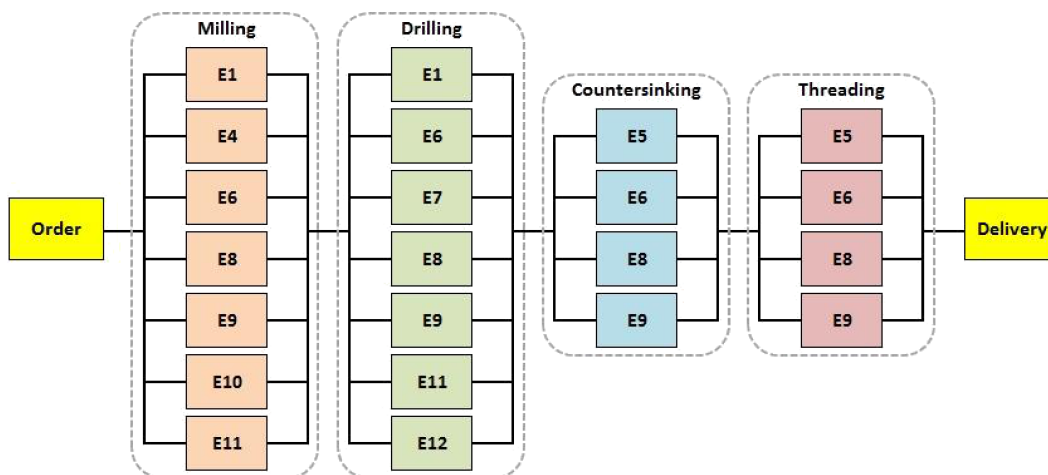 Order
Milling
E1
E4
E6
E8
E9
E10
E11
Drilling
E1
E6
E7
E8
E9
E11
E12
Countersinking
E5
E6
E8
E9
Threading
E5
E6
E8
E9
Delivery